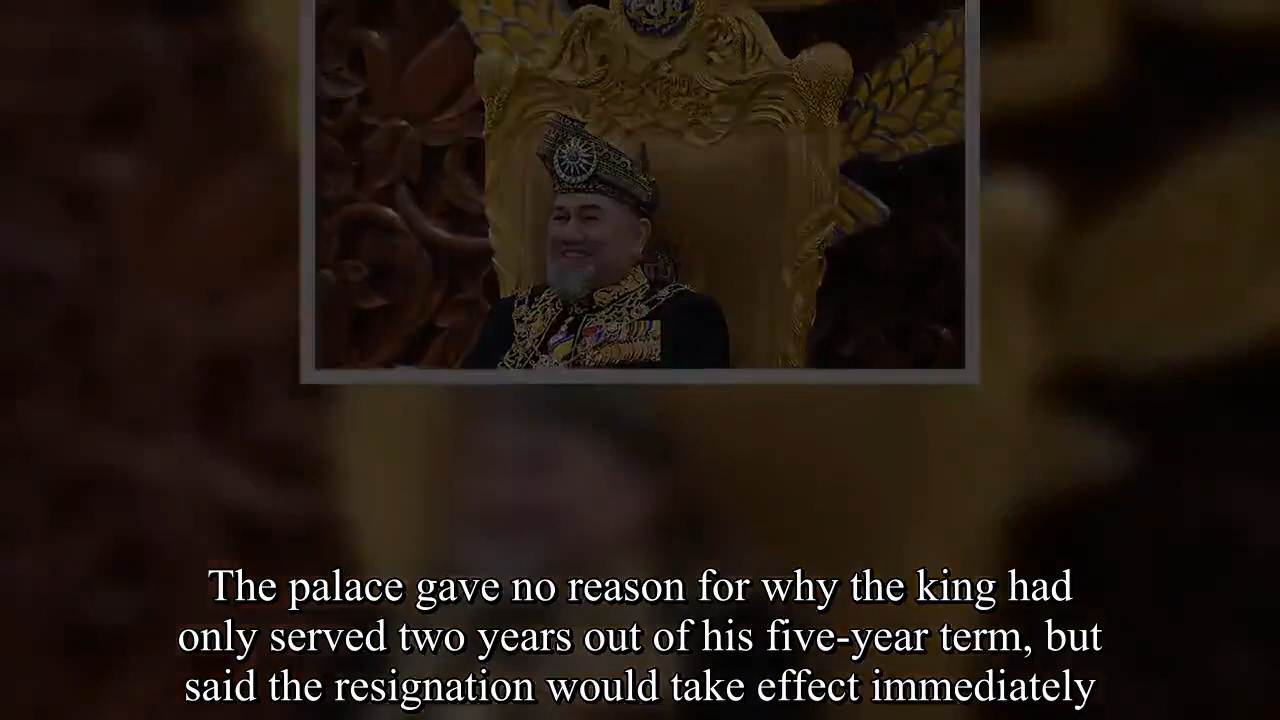 The palace gave no reason for why the king had
only served two years out of his five-year term, but
said the resignation would take effect immediately